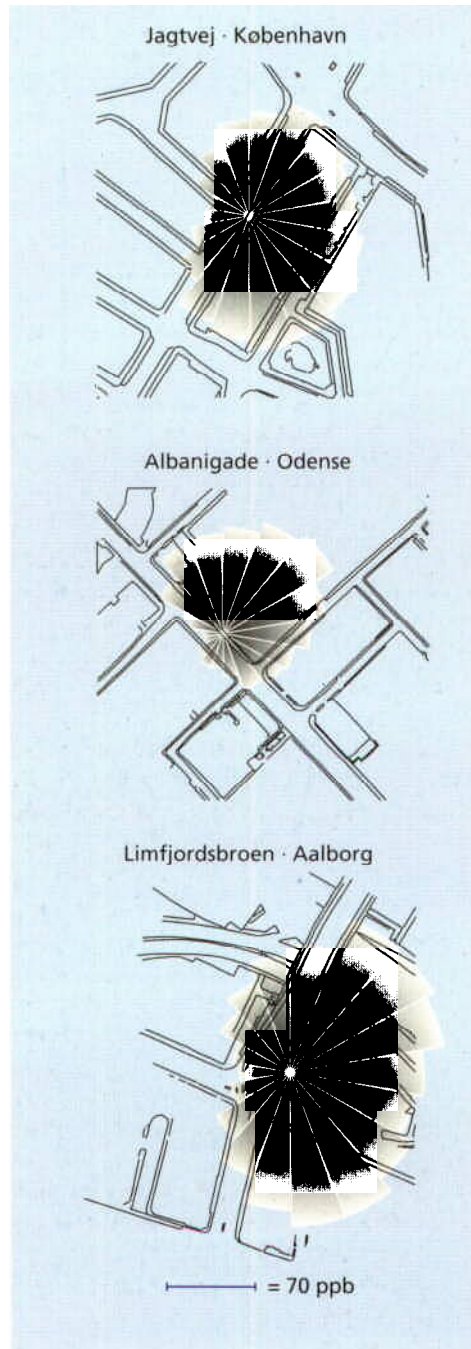 Jagtvej · København
Albanigade · Odense
Limfjordsbroen · Aalborg
= 70 ppb